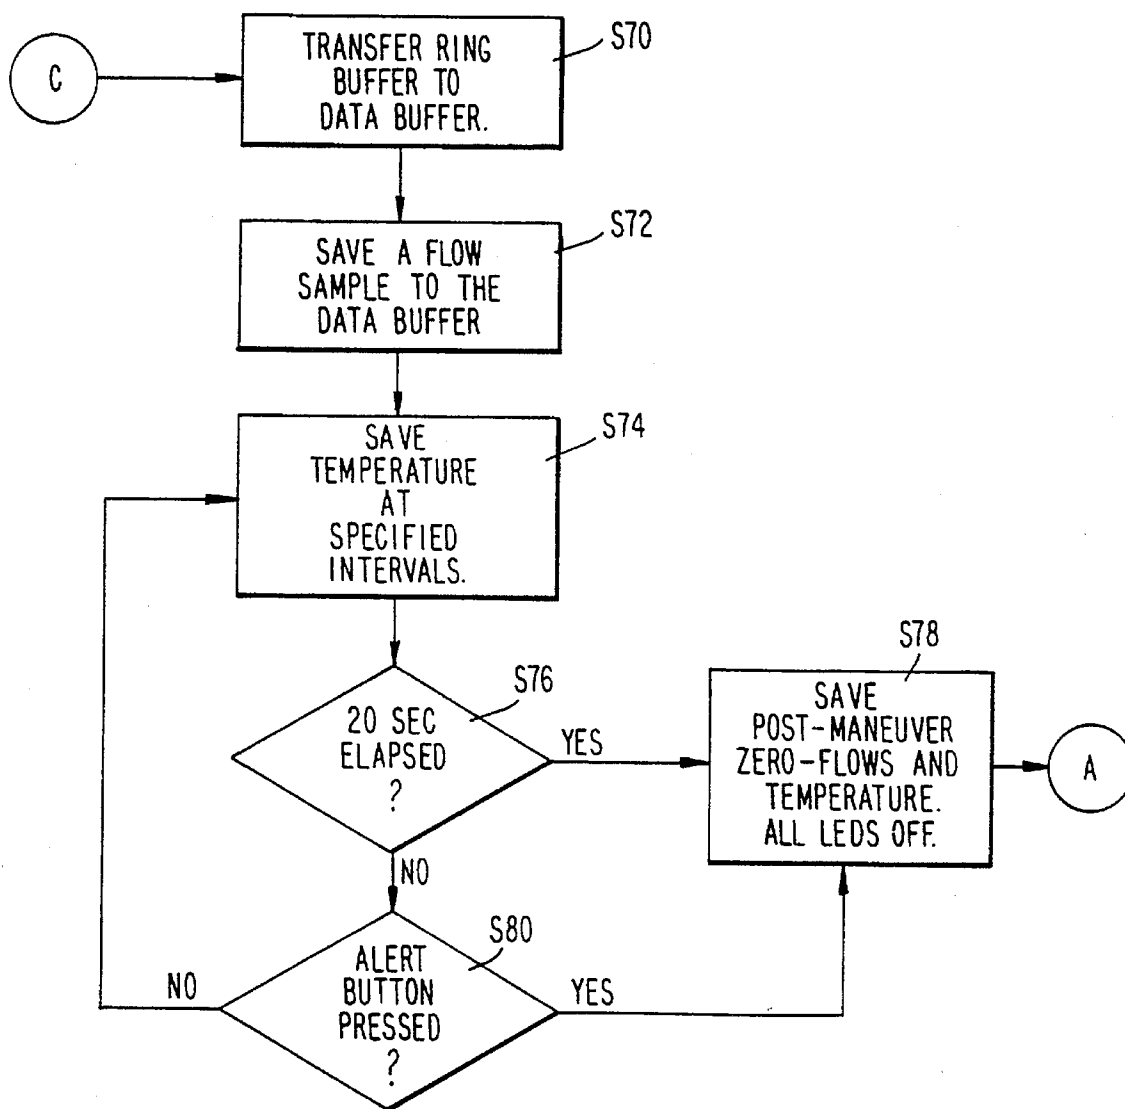 C
TRANSFER RING
BUFFER TO
DATA BUFFER.
S70
SAVE A FLOW
SAMPLE TO THE
DATA BUFFER
S72
SAVE
TEMPERATURE
AT
SPECIFIED
INTERVALS.
S74
20 SEC
ELAPSED
?
S76
YES
NO
S78
SAVE
POST-MANEUVER
ZERO-FLOWS AND
TEMPERATURE.
ALL LEDS OFF.
A
ALERT
BUTTON
PRESSED
?
S80
NO
YES